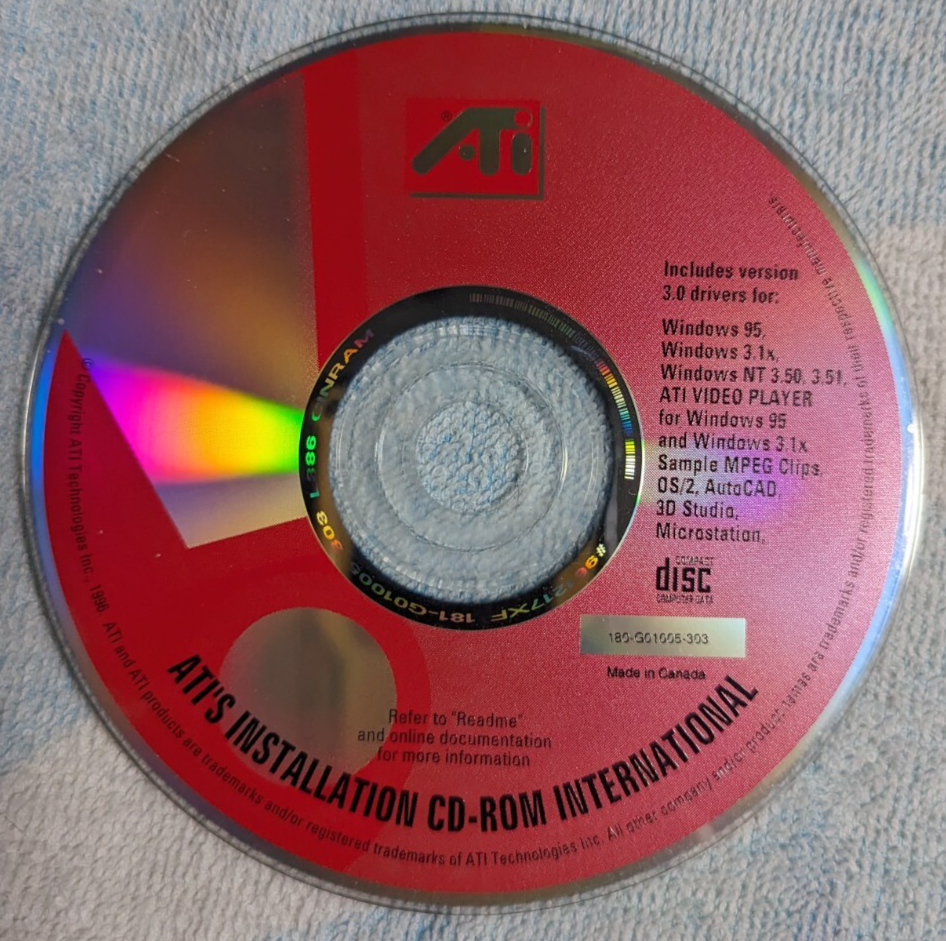 ® ATi
Includes version
3.0 drivers for:
Windows 95,
Windows 3.1x,
Windows NT 3.50, 3.51,
ATI VIDEO PLAYER
for Windows 95
and Windows 3.1x
Sample MPEG Clips,
OS/2, AutoCAD,
3D Studio,
Microstation,
COMPACT
disc
COMPUTER DATA
180-G01005-303
Made in Canada
Refer to "Readme"
and online documentation
for more information
ATI'S INSTALLATION CD-ROM INTERNATIONAL
© Copyright ATI Technologies Inc., 1996. ATI and ATI products are trademarks and/or registered trademarks of ATI Technologies Inc. All other company and/or product names are trademarks and/or registered trademarks of their respective manufacturers.
181-G01005-303
CINRAM